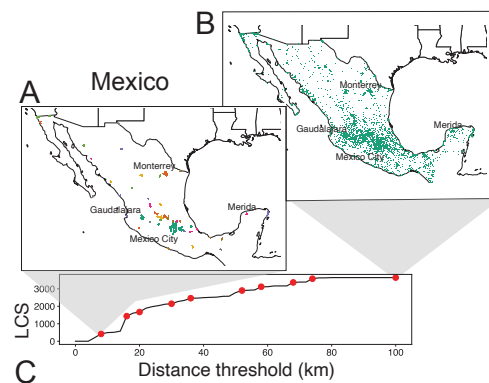 B
Mexico
A
Monterrey
Guadalajara
Merida
Mexico City
Monterrey
Guadalajara
Merida
Mexico City
LCS
3000
2000
1000
0
0
20
40
60
80
100
Distance threshold (km)
C